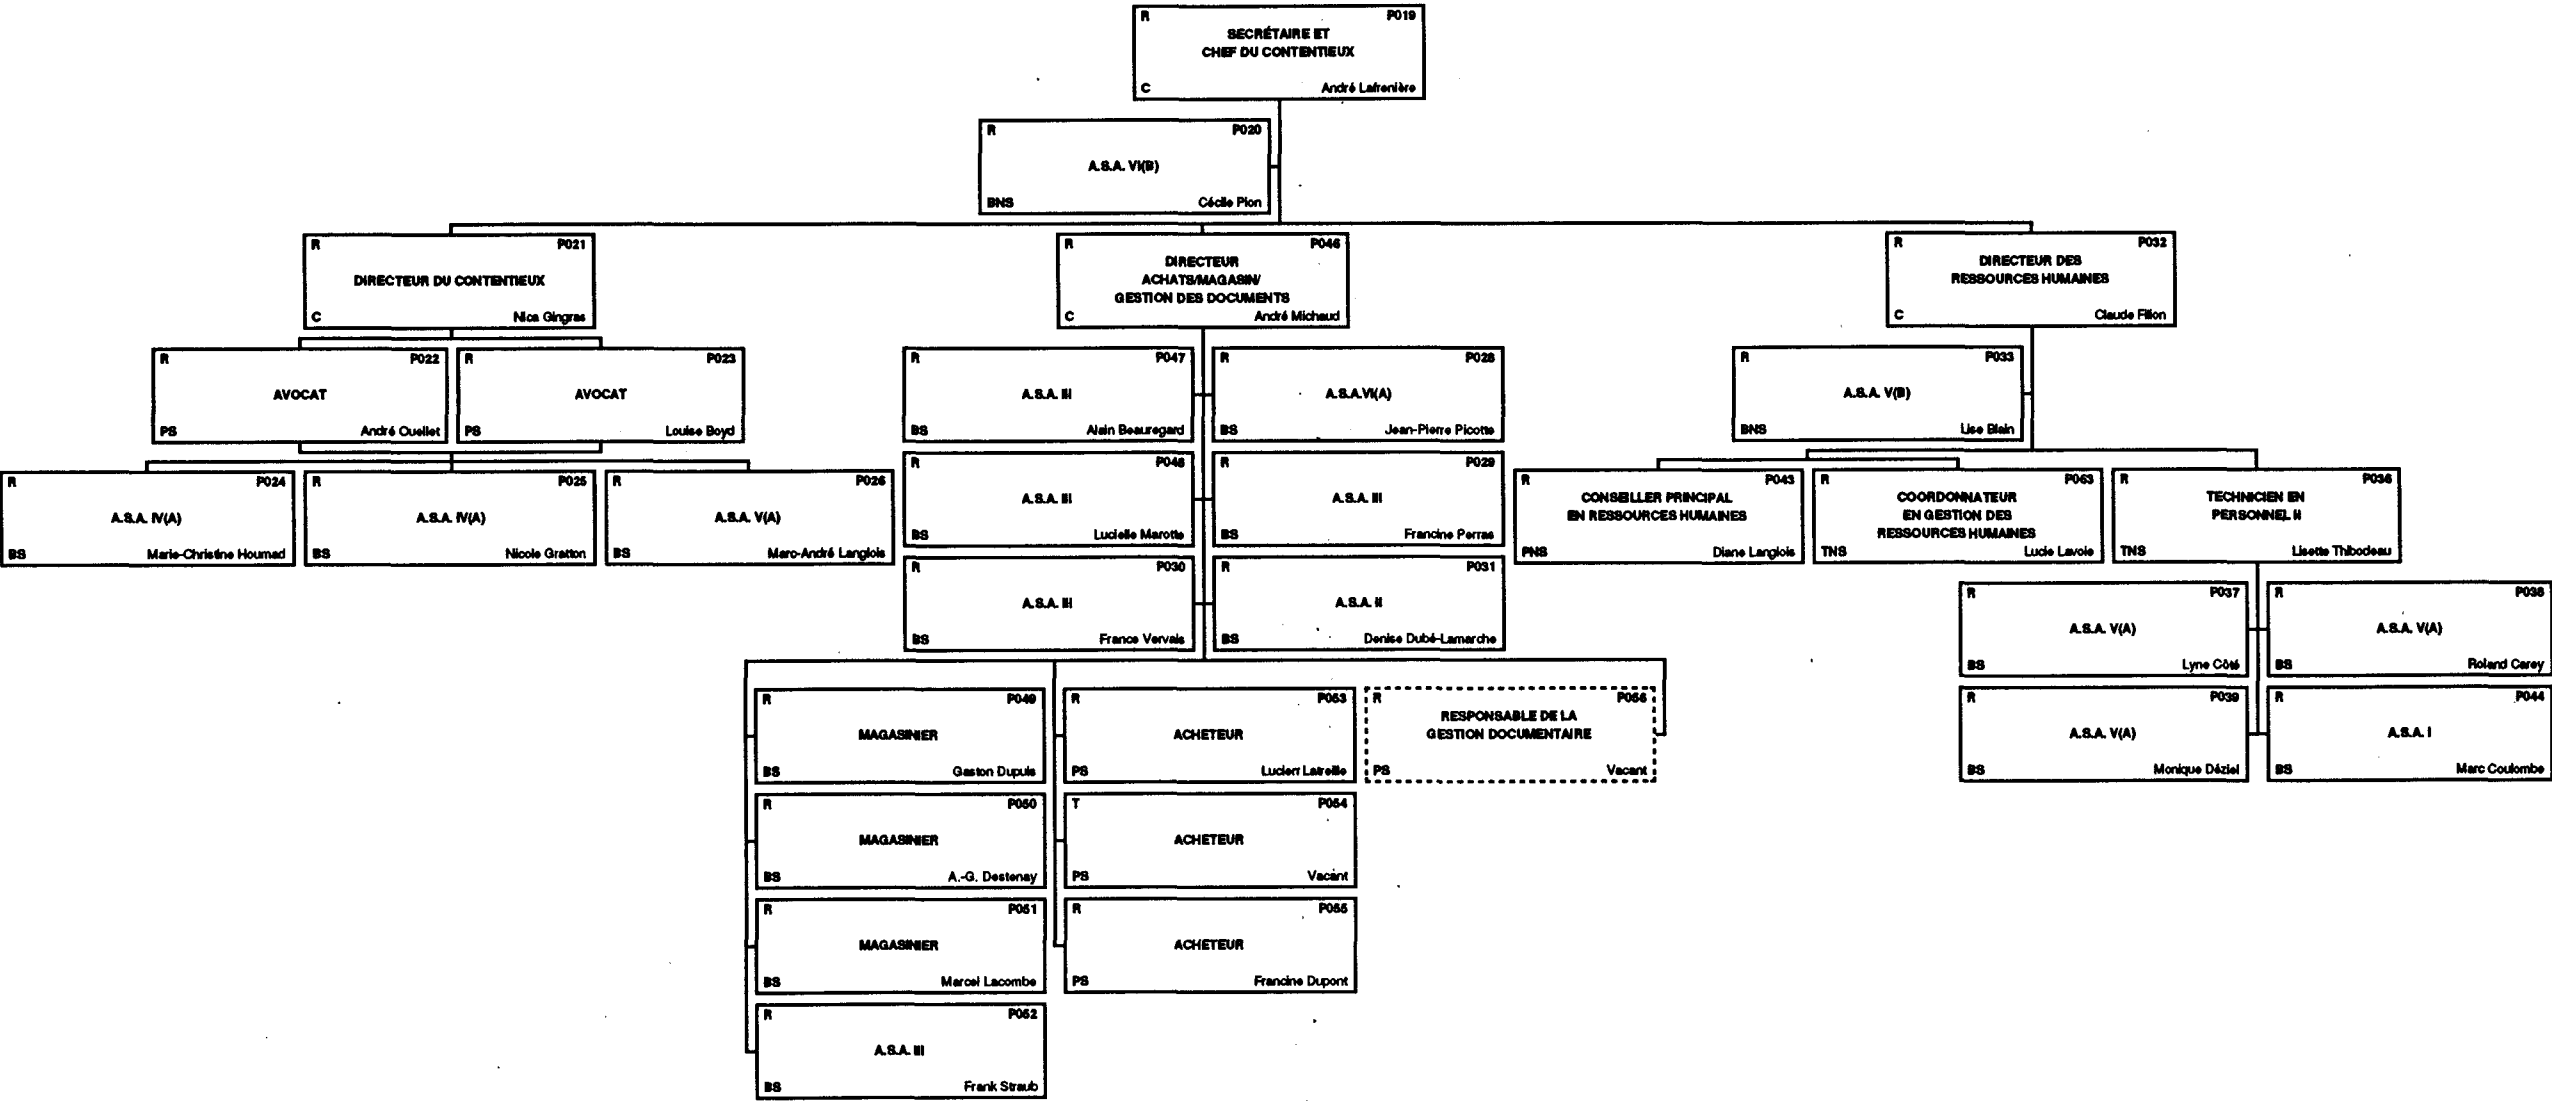 R P019
SECRÉTAIRE ET
CHEF DU CONTENTIEUX
C André Lafrenière
R P020
A.S.A. VI(B)
BNS Cécile Pion
R P021
DIRECTEUR DU CONTENTIEUX
C Nica Gingras
R P046
DIRECTEUR
ACHATS/MAGASIN/
GESTION DES DOCUMENTS
C André Michaud
R P032
DIRECTEUR DES
RESSOURCES HUMAINES
C Claude Filion
R P022
AVOCAT
PS André Ouellet
R P023
AVOCAT
PS Louise Boyd
R P024
A.S.A. IV(A)
BS Marie-Christine Houmad
R P025
A.S.A. IV(A)
BS Nicole Gratton
R P026
A.S.A. V(A)
BS Marc-André Langlois
R P047
A.S.A. III
BS Alain Beauregard
R P028
A.S.A.VI(A)
BS Jean-Pierre Picotte
R P048
A.S.A. III
BS Lucielle Marotte
R P029
A.S.A. III
BS Francine Perras
R P030
A.S.A. III
BS France Vervais
R P031
A.S.A. II
BS Denise Dubé-Lamarche
R P049
MAGASINIER
BS Gaston Dupuis
R P053
ACHETEUR
PS Lucien Latreille
R P056
RESPONSABLE DE LA
GESTION DOCUMENTAIRE
PS Vacant
R P050
MAGASINIER
BS A.-G. Destenay
T P054
ACHETEUR
PS Vacant
R P051
MAGASINIER
BS Marcel Lacombe
R P055
ACHETEUR
PS Francine Dupont
R P052
A.S.A. III
BS Frank Straub
R P033
A.S.A. V(B)
BNS Lise Blain
R P043
CONSEILLER PRINCIPAL
EN RESSOURCES HUMAINES
PNS Diane Langlois
R P063
COORDONNATEUR
EN GESTION DES
RESSOURCES HUMAINES
TNS Lucie Lavoie
R P036
TECHNICIEN EN
PERSONNEL II
TNS Lisette Thibodeau
R P037
A.S.A. V(A)
BS Lyne Côté
R P038
A.S.A. V(A)
BS Roland Carey
R P039
A.S.A. V(A)
BS Monique Déziel
R P044
A.S.A. I
BS Marc Coulombe